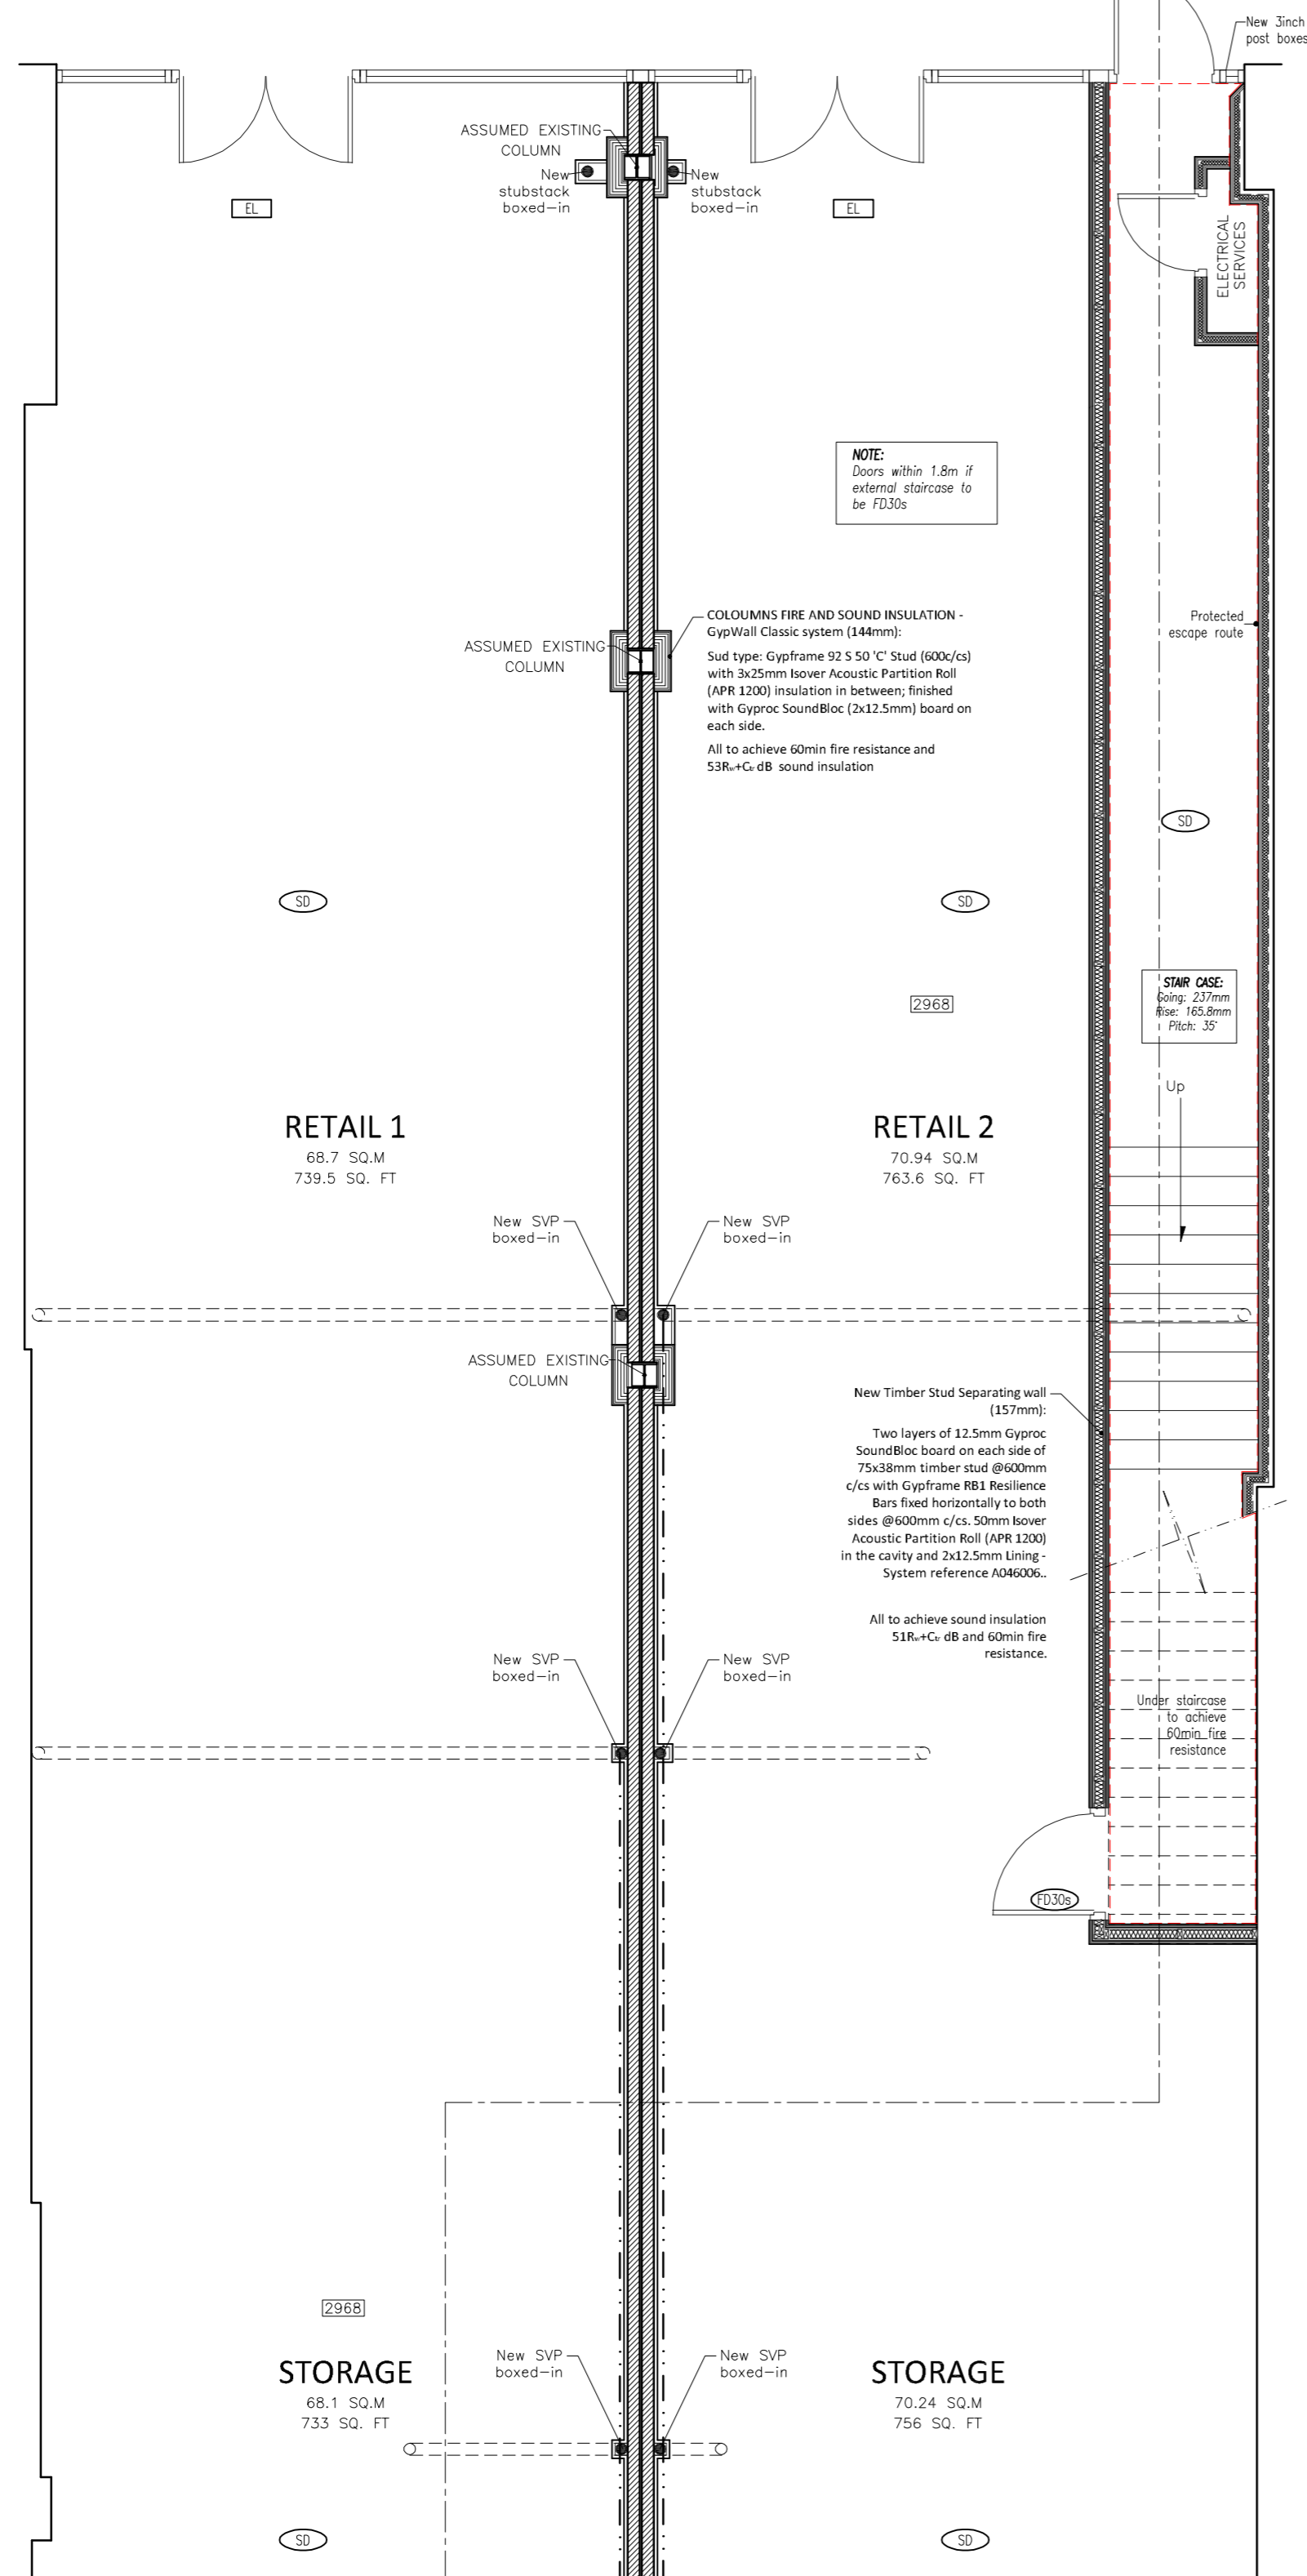 New 3inch
post boxes
ASSUMED EXISTING
COLUMN
New
stubstack
boxed-in
New
stubstack
boxed-in
EL
EL
ELECTRICAL
SERVICES
NOTE:
Doors within 1.8m if
external staircase to
be FD30s
COLOUMNS FIRE AND SOUND INSULATION -
GypWall Classic system (144mm):
Sud type: Gypframe 92 S 50 'C' Stud (600c/cs)
with 3x25mm Isover Acoustic Partition Roll
(APR 1200) insulation in between; finished
with Gyproc SoundBloc (2x12.5mm) board on
each side.
All to achieve 60min fire resistance and
53Rw+Ctr dB sound insulation
ASSUMED EXISTING
COLUMN
Protected
escape route
SD
SD
SD
STAIR CASE:
Going: 237mm
Rise: 165.8mm
Pitch: 35°
2968
Up
RETAIL 1
68.7 SQ.M
739.5 SQ. FT
RETAIL 2
70.94 SQ.M
763.6 SQ. FT
New SVP
boxed-in
New SVP
boxed-in
ASSUMED EXISTING
COLUMN
New Timber Stud Separating wall
(157mm):
Two layers of 12.5mm Gyproc
SoundBloc board on each side of
75x38mm timber stud @600mm
c/cs with Gypframe RB1 Resilience
Bars fixed horizontally to both
sides @600mm c/cs. 50mm Isover
Acoustic Partition Roll (APR 1200)
in the cavity and 2x12.5mm Lining -
System reference A046006..
All to achieve sound insulation
51Rw+Ctr dB and 60min fire
resistance.
New SVP
boxed-in
New SVP
boxed-in
Under staircase
to achieve
60min fire
resistance
FD30s
2968
STORAGE
68.1 SQ.M
733 SQ. FT
New SVP
boxed-in
New SVP
boxed-in
STORAGE
70.24 SQ.M
756 SQ. FT
SD
SD